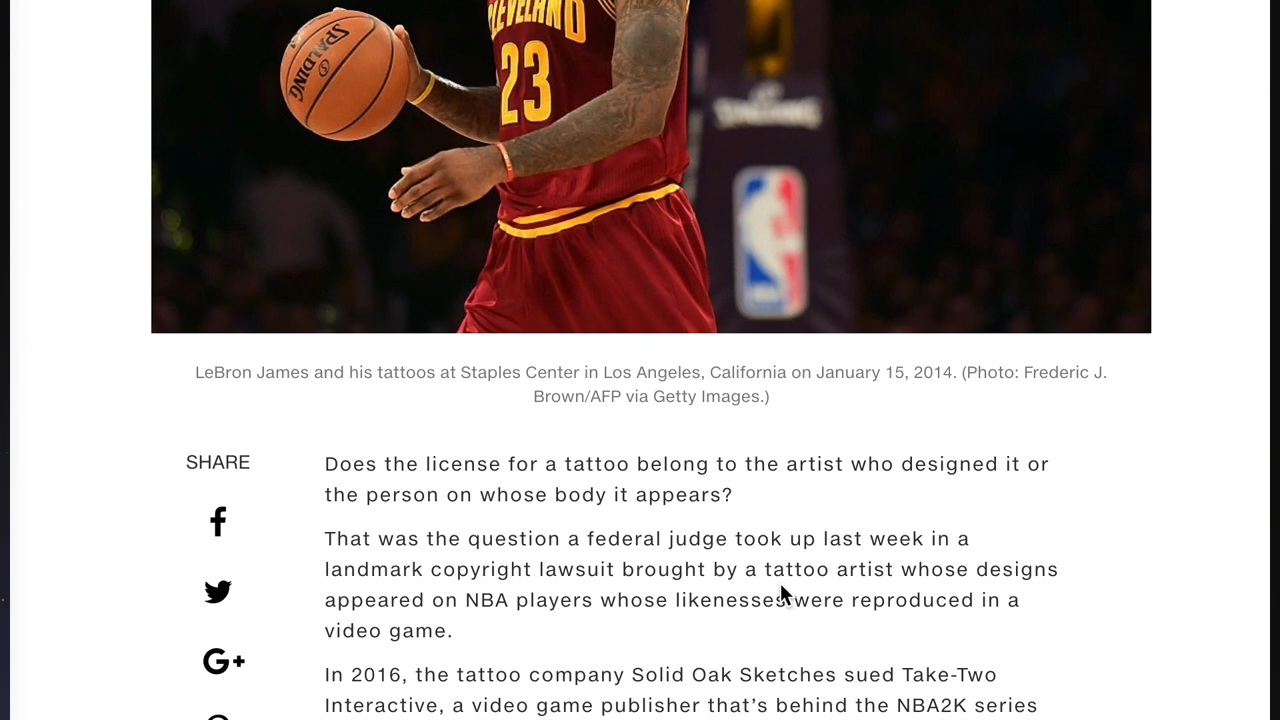 SPALDING
CLEVELAND
23
SPALDING
LeBron James and his tattoos at Staples Center in Los Angeles, California on January 15, 2014. (Photo: Frederic J.
Brown/AFP via Getty Images.)
SHARE
Does the license for a tattoo belong to the artist who designed it or
the person on whose body it appears?
That was the question a federal judge took up last week in a
landmark copyright lawsuit brought by a tattoo artist whose designs
appeared on NBA players whose likenesses were reproduced in a
video game.
G+
In 2016, the tattoo company Solid Oak Sketches sued Take-Two
Interactive, a video game publisher that’s behind the NBA2K series